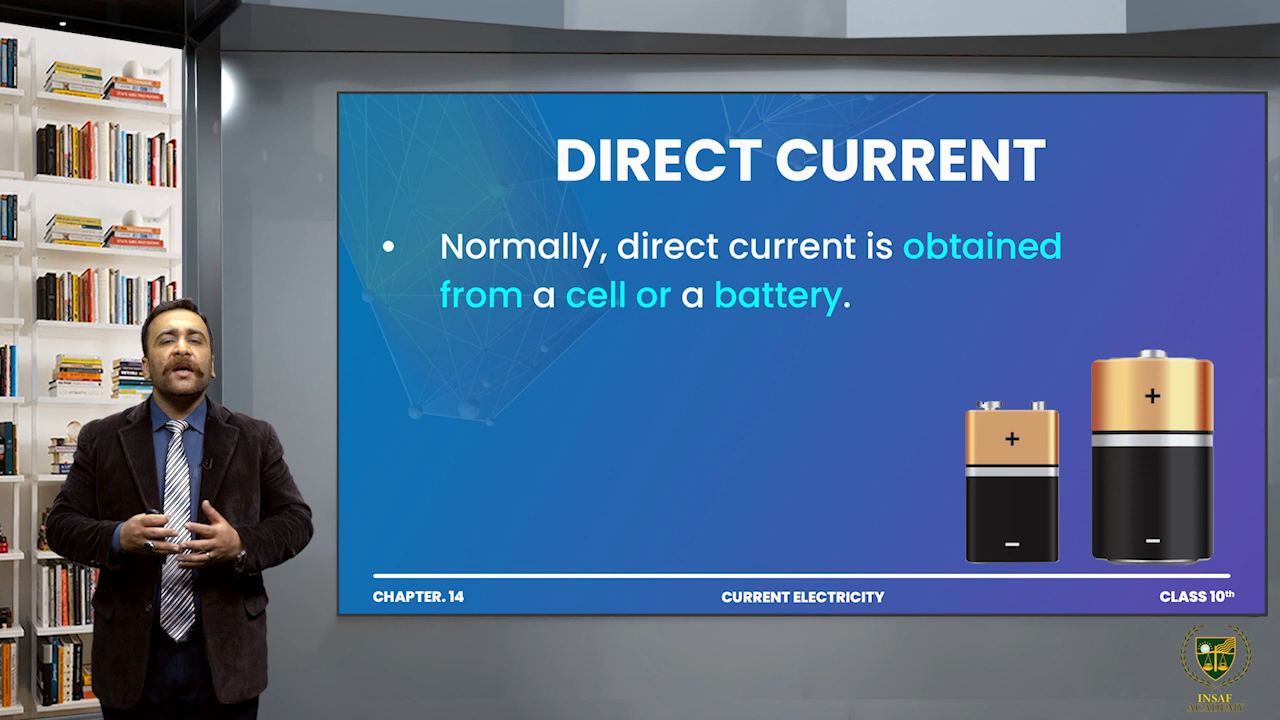 DIRECT CURRENT
• Normally, direct current is obtained
from a cell or a battery.
+
+
–
–
CHAPTER. 14
CURRENT ELECTRICITY
CLASS 10th
INSAF
ACADEMY